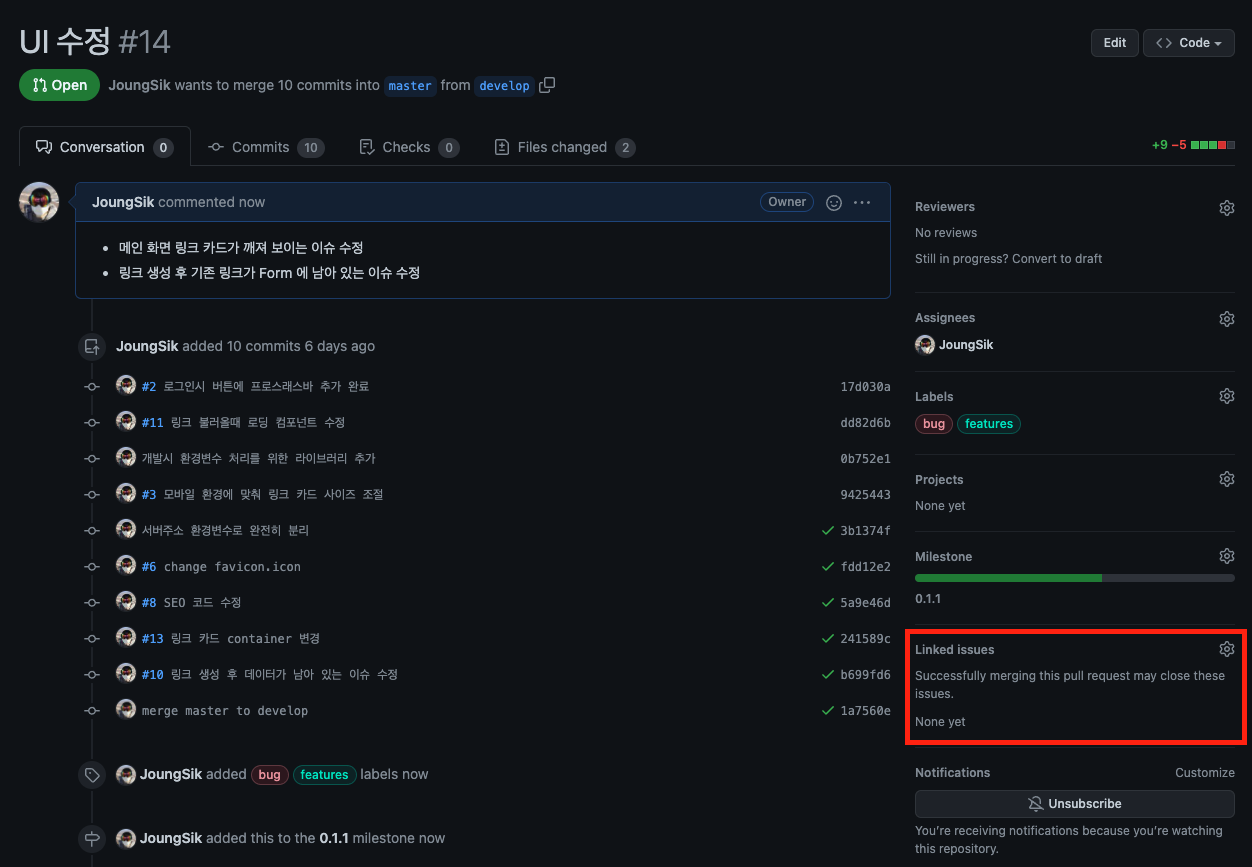 UI 수정 #14
Edit
Code
Open
JoungSik wants to merge 10 commits into master from develop
Conversation 0
Commits 10
Checks 0
Files changed 2
+9 −5
JoungSik commented now
Owner
메인 화면 링크 카드가 깨져 보이는 이슈 수정
링크 생성 후 기존 링크가 Form 에 남아 있는 이슈 수정
JoungSik added 10 commits 6 days ago
#2 로그인시 버튼에 프로스래스바 추가 완료 17d030a
#11 링크 불러올때 로딩 컴포넌트 수정 dd82d6b
개발시 환경변수 처리를 위한 라이브러리 추가 0b752e1
#3 모바일 환경에 맞춰 링크 카드 사이즈 조절 9425443
서버주소 환경변수로 완전히 분리 3b1374f
#6 change favicon.icon fdd12e2
#8 SEO 코드 수정 5a9e46d
#13 링크 카드 container 변경 241589c
#10 링크 생성 후 데이터가 남아 있는 이슈 수정 b699fd6
merge master to develop 1a7560e
JoungSik added bug features labels now
JoungSik added this to the 0.1.1 milestone now
Reviewers
No reviews
Still in progress? Convert to draft
Assignees
JoungSik
Labels
bug features
Projects
None yet
Milestone
0.1.1
Linked issues
Successfully merging this pull request may close these
issues.
None yet
Notifications
Customize
Unsubscribe
You're receiving notifications because you're watching
this repository.